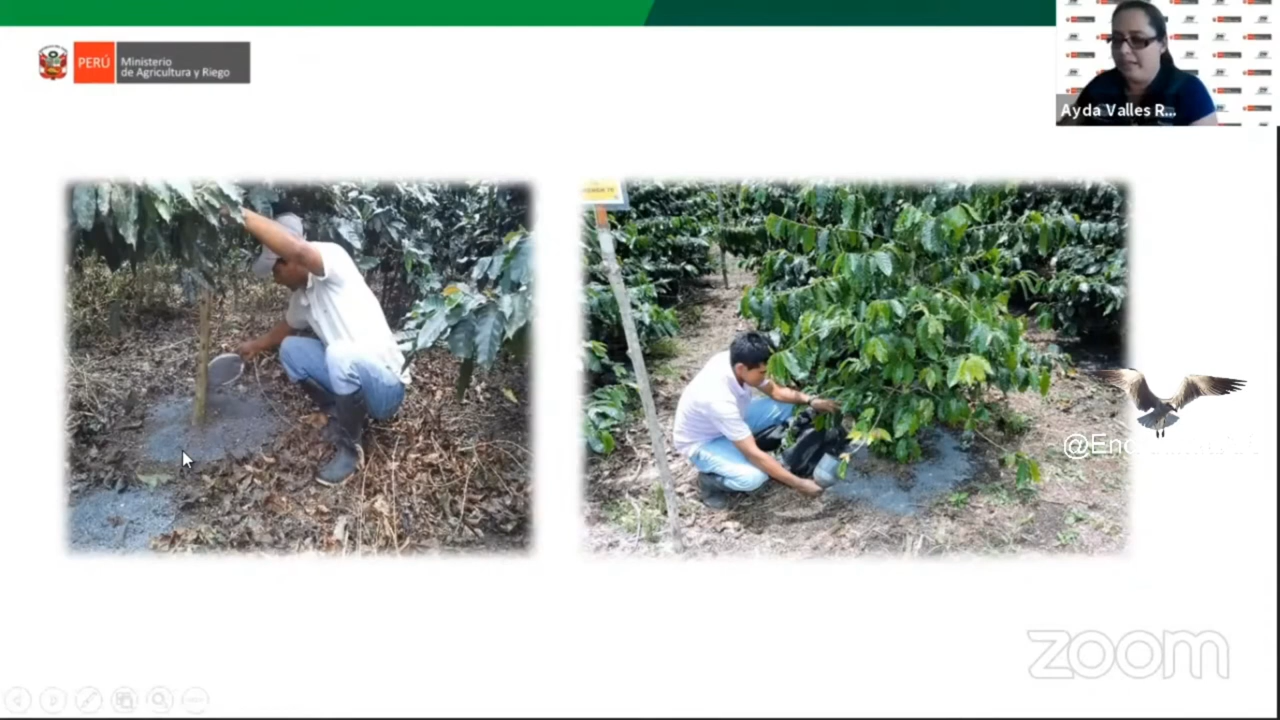 PERÚ
Ministerio
de Agricultura y Riego
Ayda Valles R...
zoom